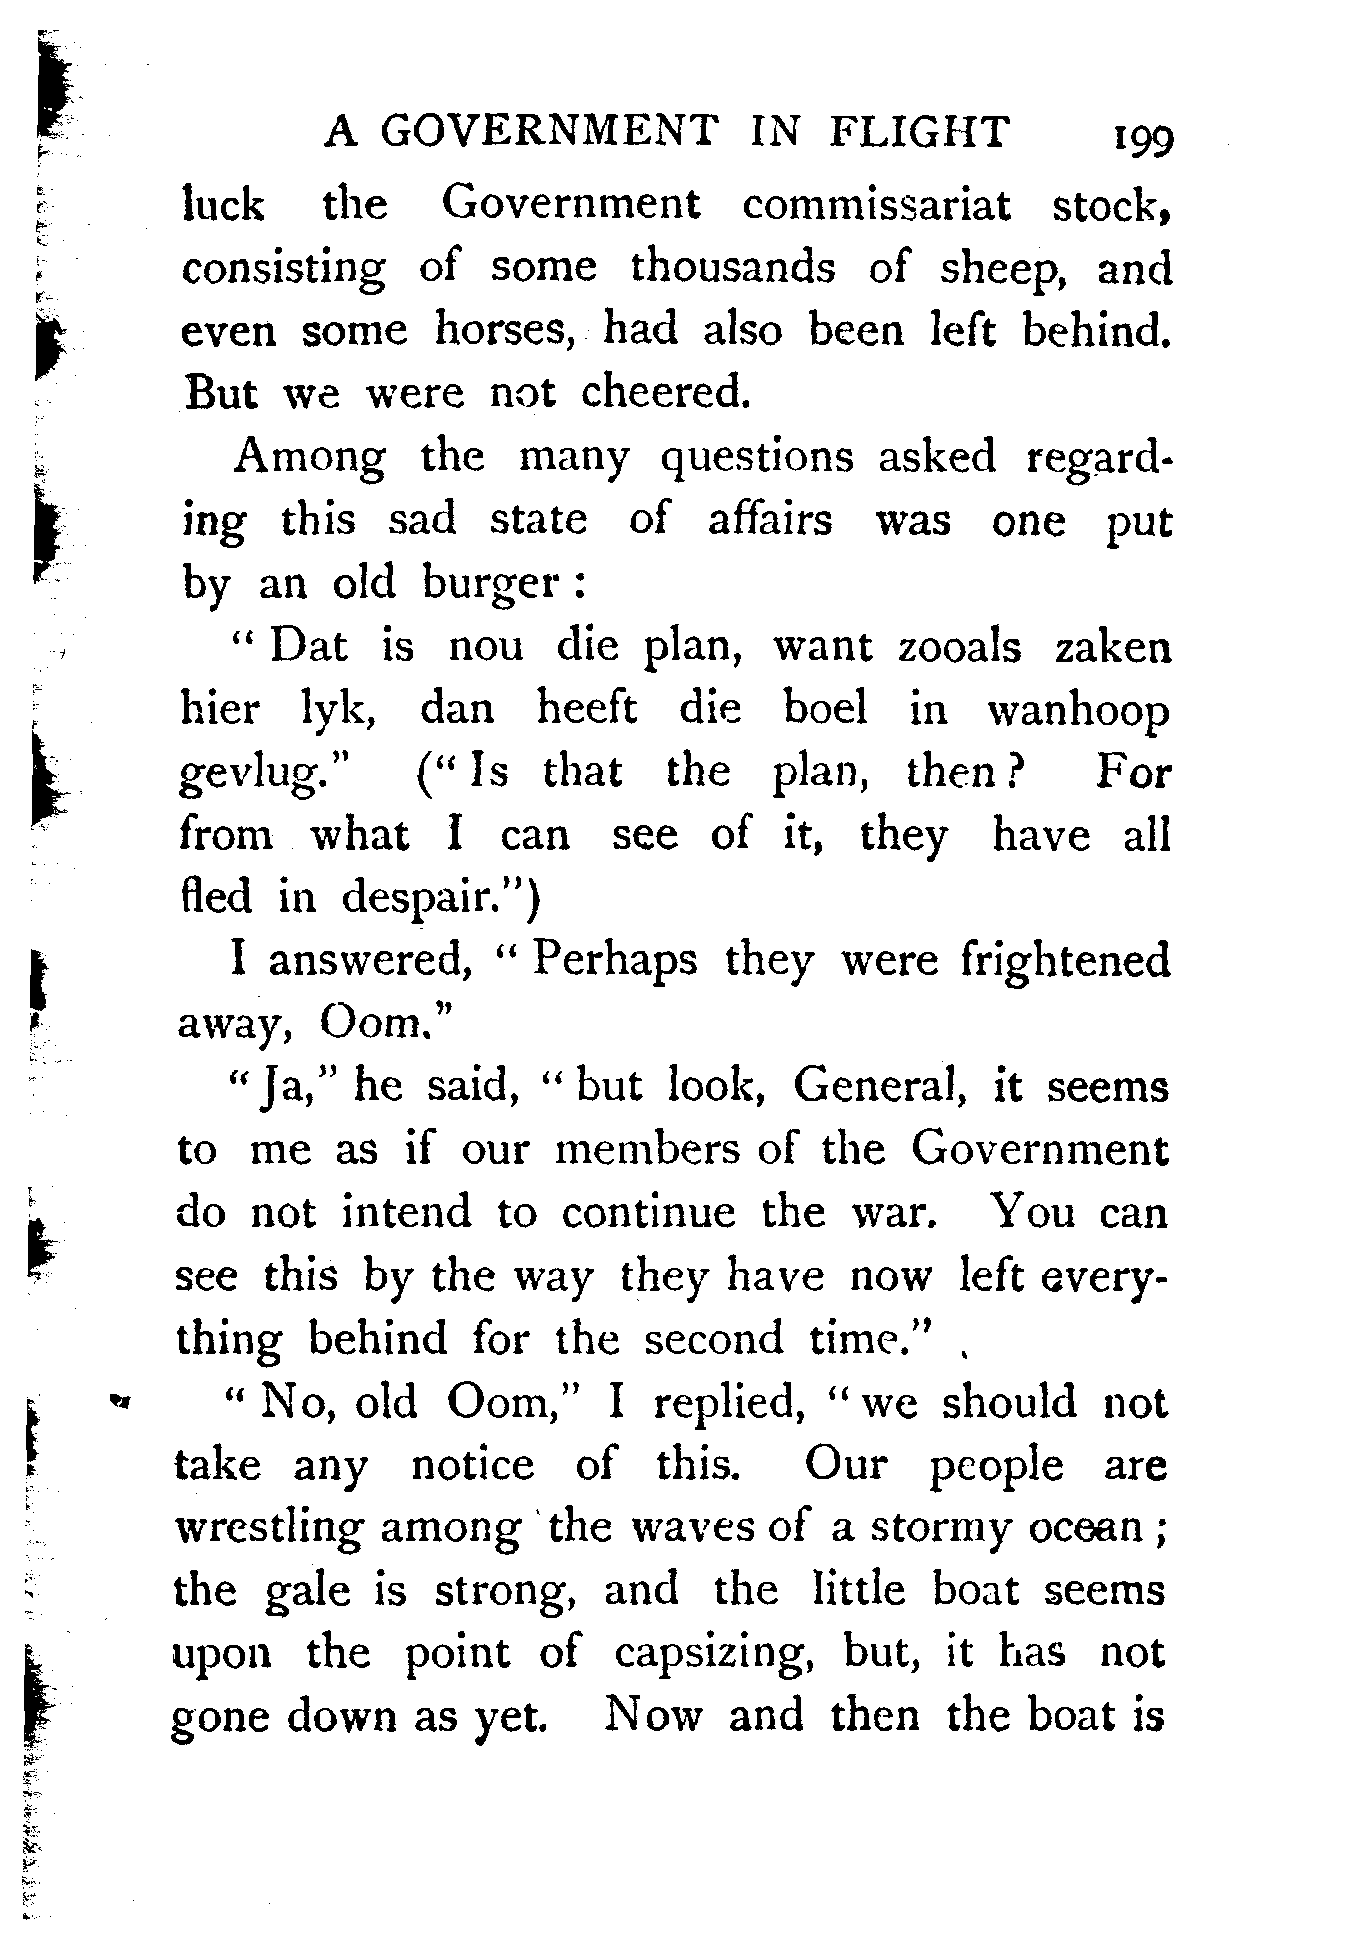 A GOVERNMENT IN FLIGHT 199
luck the Government commissariat stock,
consisting of some thousands of sheep, and
even some horses, had also been left behind.
But we were not cheered.
Among the many questions asked regard-
ing this sad state of affairs was one put
by an old burger :
“ Dat is nou die plan, want zooals zaken
hier lyk, dan heeft die boel in wanhoop
gevlug.” (“ Is that the plan, then ? For
from what I can see of it, they have all
fled in despair.”)
I answered, “ Perhaps they were frightened
away, Oom.”
“ Ja,” he said, “ but look, General, it seems
to me as if our members of the Government
do not intend to continue the war. You can
see this by the way they have now left every-
thing behind for the second time.”
“ No, old Oom,” I replied, “ we should not
take any notice of this. Our people are
wrestling among the waves of a stormy ocean ;
the gale is strong, and the little boat seems
upon the point of capsizing, but, it has not
gone down as yet. Now and then the boat is